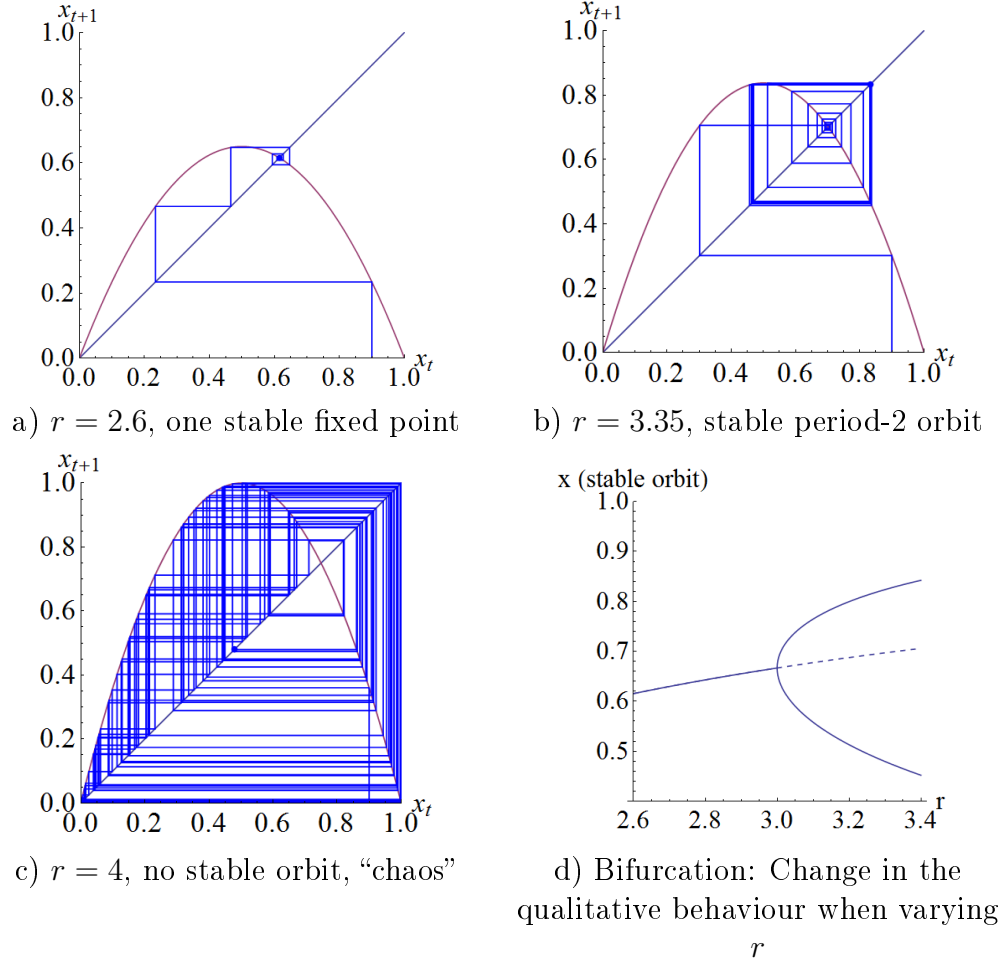 x_{t+1}
1.0
0.8
0.6
0.4
0.2
0.0
0.0 0.2 0.4 0.6 0.8 1.0
x_t
a) r = 2.6, one stable fixed point
x_{t+1}
1.0
0.8
0.6
0.4
0.2
0.0
0.0 0.2 0.4 0.6 0.8 1.0
x_t
b) r = 3.35, stable period-2 orbit
x_{t+1}
1.0
0.8
0.6
0.4
0.2
0.0
0.0 0.2 0.4 0.6 0.8 1.0
x_t
c) r = 4, no stable orbit, “chaos”
x (stable orbit)
1.0
0.9
0.8
0.7
0.6
0.5
2.6 2.8 3.0 3.2 3.4
r
d) Bifurcation: Change in the
qualitative behaviour when varying
r